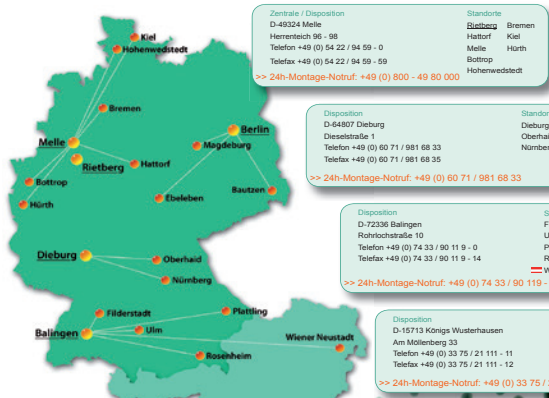 Kiel
Hohenwedstedt
Bremen
Berlin
Melle
Magdeburg
Rietberg
Hattorf
Bottrop
Ebeleben
Bautzen
Hürth
Dieburg
Oberhaid
Nürnberg
Filderstadt
Plattling
Balingen
Ulm
Wiener Neustadt
Rosenheim
Zentrale / Disposition
D-49324 Melle
Herrenteich 96 - 98
Telefon +49 (0) 54 22 / 94 59 - 0
Telefax +49 (0) 54 22 / 94 59 - 59
Standorte
Rietberg Bremen
Hattorf Kiel
Melle Hürth
Bottrop
Hohenwedstedt
>> 24h-Montage-Notruf: +49 (0) 800 - 49 80 000
Disposition
D-64807 Dieburg
Dieselstraße 1
Telefon +49 (0) 60 71 / 981 68 33
Telefax +49 (0) 60 71 / 981 68 35
Standor
Dieburg
Oberhai
Nürnber
>> 24h-Montage-Notruf: +49 (0) 60 71 / 981 68 33
Disposition
D-72336 Balingen
Rohrlochstraße 10
Telefon +49 (0) 74 33 / 90 11 9 - 0
Telefax +49 (0) 74 33 / 90 11 9 - 14
S
F
U
P
R
W
>> 24h-Montage-Notruf: +49 (0) 74 33 / 90 119 -
Disposition
D-15713 Königs Wusterhausen
Am Möllenberg 33
Telefon +49 (0) 33 75 / 21 111 - 11
Telefax +49 (0) 33 75 / 21 111 - 12
>> 24h-Montage-Notruf: +49 (0) 33 75 /